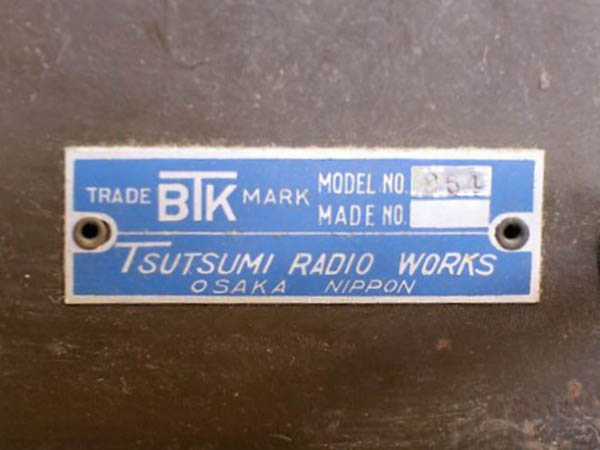 TRADE BTK MARK
MODEL NO.
MADE NO.
TSUTSUMI RADIO WORKS
OSAKA NIPPON